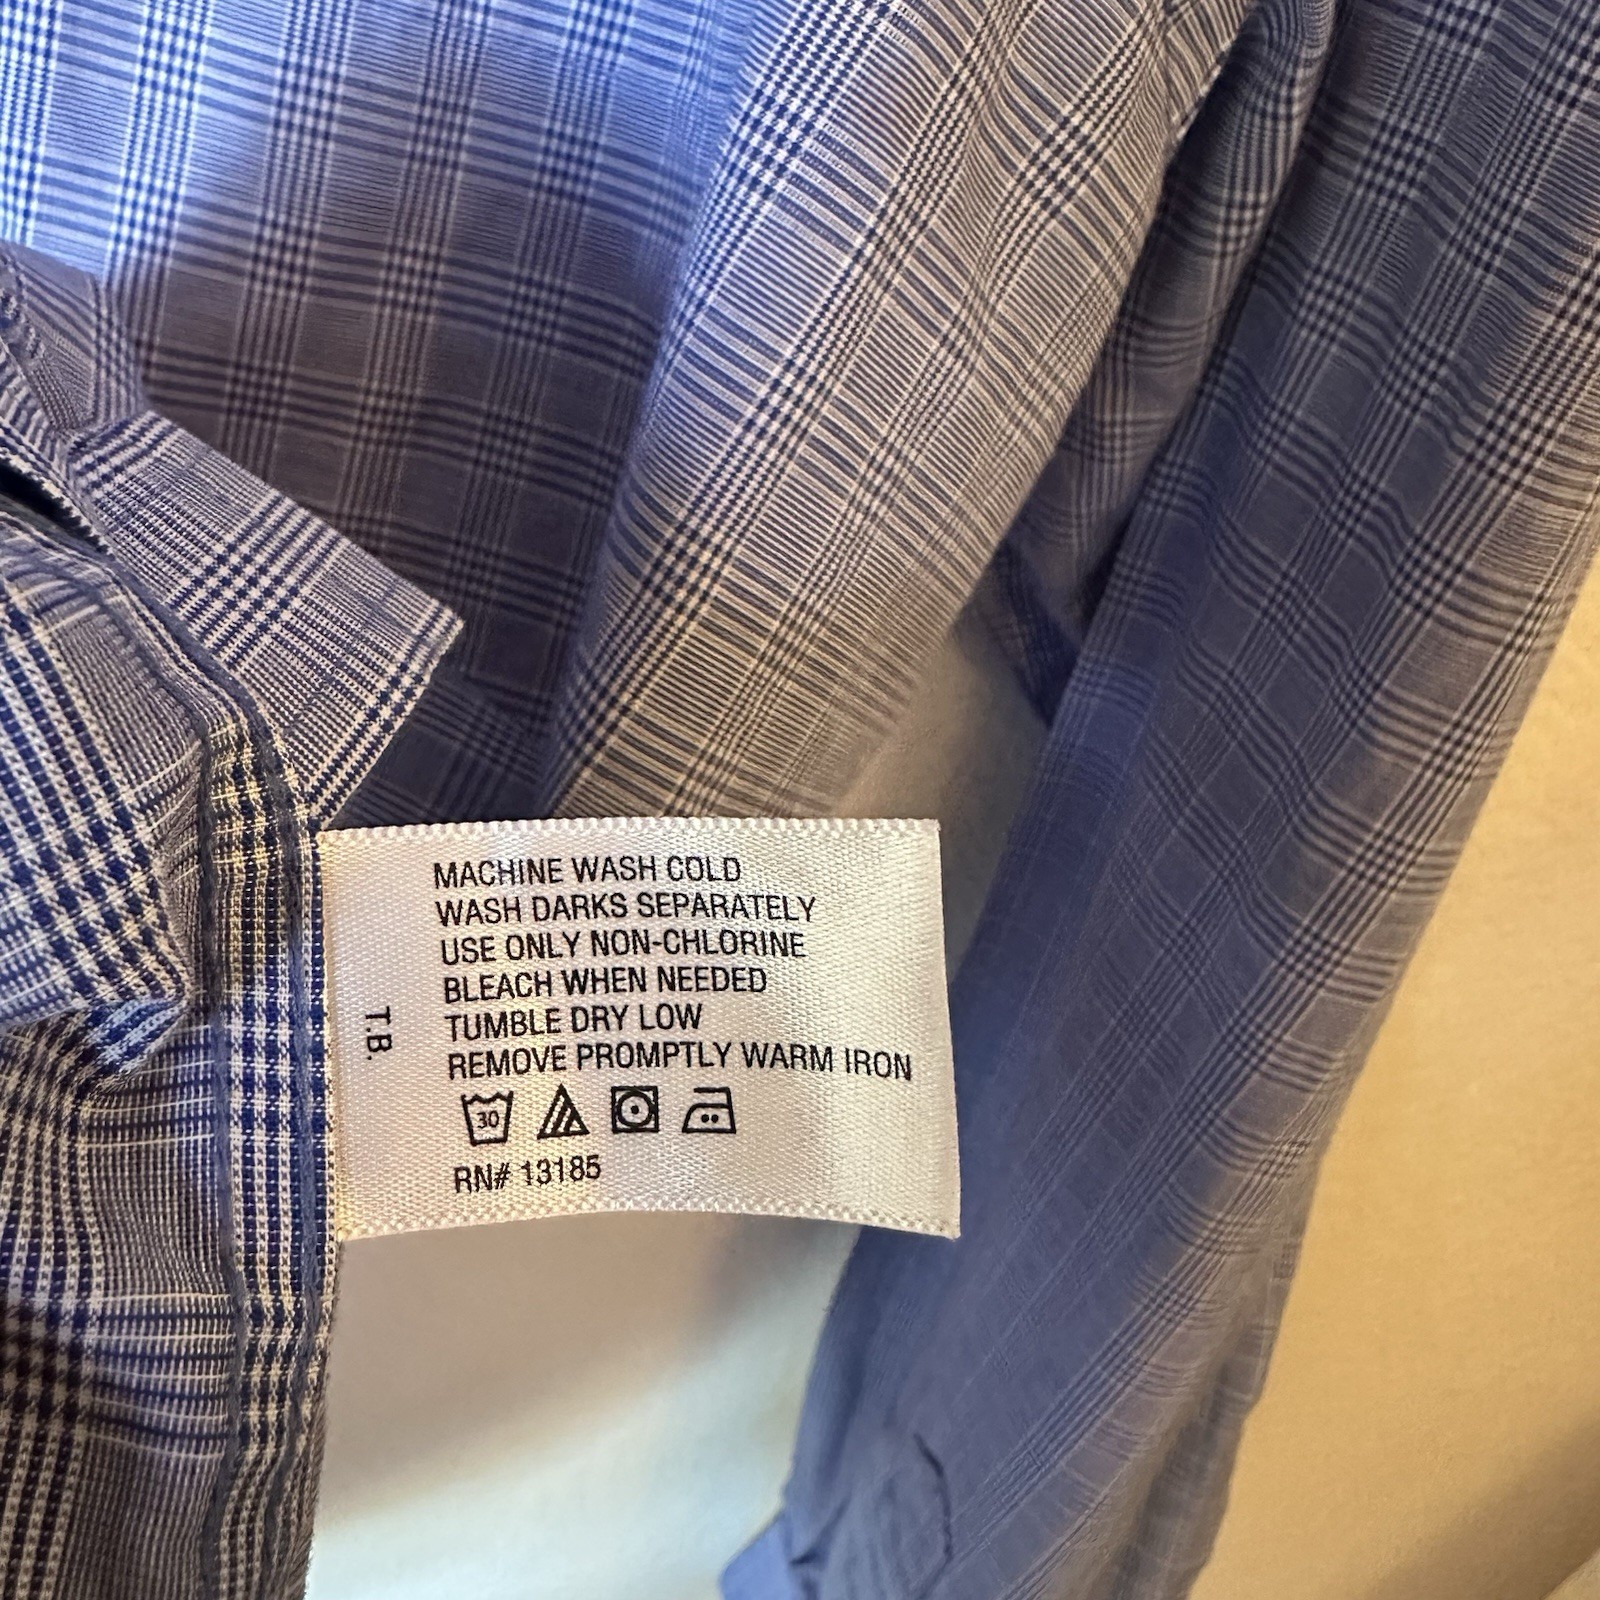 MACHINE WASH COLD
WASH DARKS SEPARATELY
USE ONLY NON-CHLORINE
BLEACH WHEN NEEDED
TUMBLE DRY LOW
REMOVE PROMPTLY WARM IRON
30
RN# 13185
T.B.